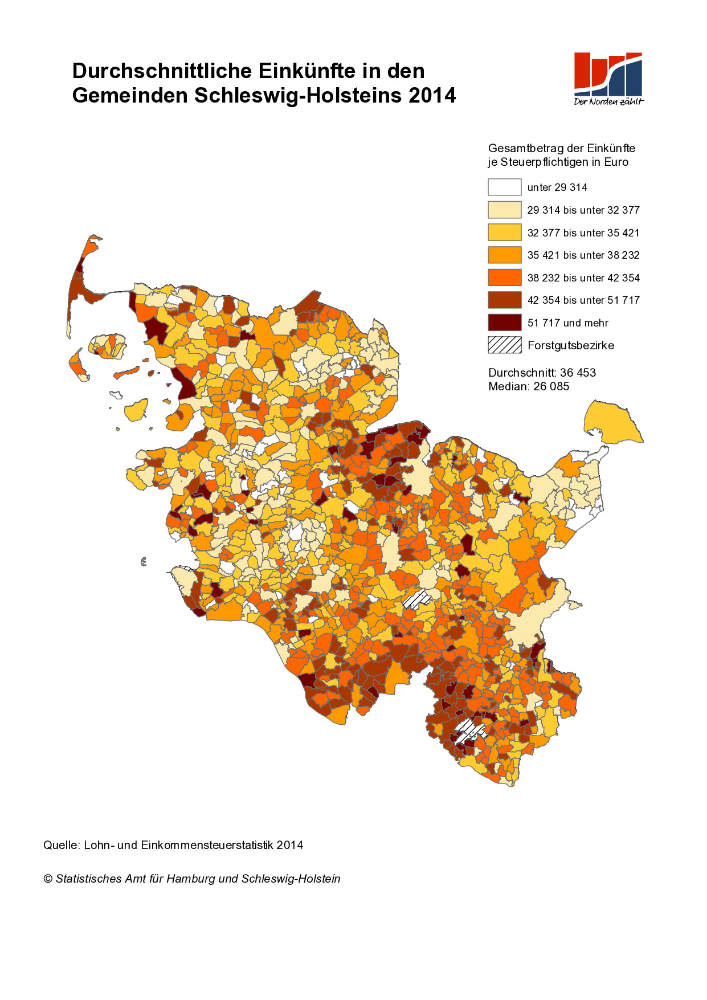 Durchschnittliche Einkünfte in den
Gemeinden Schleswig-Holsteins 2014
Der Norden zählt
Gesamtbetrag der Einkünfte
je Steuerpflichtigen in Euro
unter 29 314
29 314 bis unter 32 377
32 377 bis unter 35 421
35 421 bis unter 38 232
38 232 bis unter 42 354
42 354 bis unter 51 717
51 717 und mehr
Forstgutsbezirke
Durchschnitt: 36 453
Median: 26 085
Quelle: Lohn- und Einkommensteuerstatistik 2014
© Statistisches Amt für Hamburg und Schleswig-Holstein